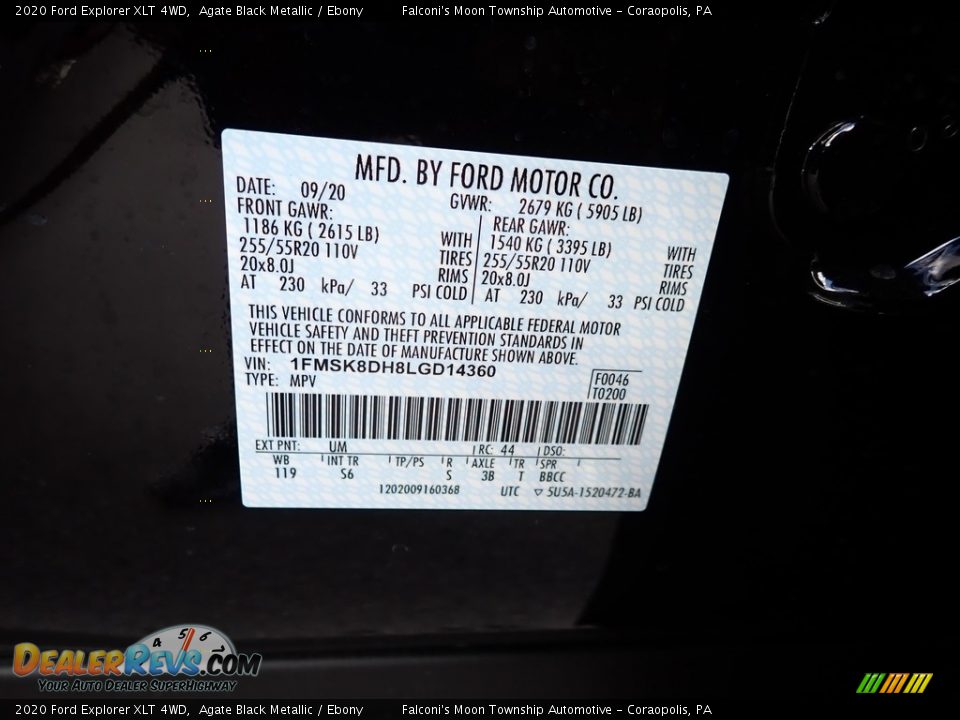 2020 Ford Explorer XLT 4WD, Agate Black Metallic / Ebony Falconi's Moon Township Automotive - Coraopolis, PA
MFD. BY FORD MOTOR CO.
DATE: 09/20 GVWR: 2679 KG ( 5905 LB)
FRONT GAWR: REAR GAWR:
1186 KG ( 2615 LB) WITH 1540 KG ( 3395 LB) WITH
255/55R20 110V TIRES 255/55R20 110V TIRES
20x8.0J RIMS 20x8.0J RIMS
AT 230 kPa/ 33 PSI COLD AT 230 kPa/ 33 PSI COLD
THIS VEHICLE CONFORMS TO ALL APPLICABLE FEDERAL MOTOR
VEHICLE SAFETY AND THEFT PREVENTION STANDARDS IN
EFFECT ON THE DATE OF MANUFACTURE SHOWN ABOVE.
VIN: 1FMSK8DH8LGD14360
TYPE: MPV F0046
T0200
EXT PNT: UM RC: 44 DSO:
WB INT TR TP/PS R AXLE TR SPR
119 S6 S 3B T BBCC
1202009160368 UTC ▽ 5U5A-1520472-BA
4 5 6
DealerRevs.com
Your Auto Dealer SuperHighway
2020 Ford Explorer XLT 4WD, Agate Black Metallic / Ebony Falconi's Moon Township Automotive - Coraopolis, PA